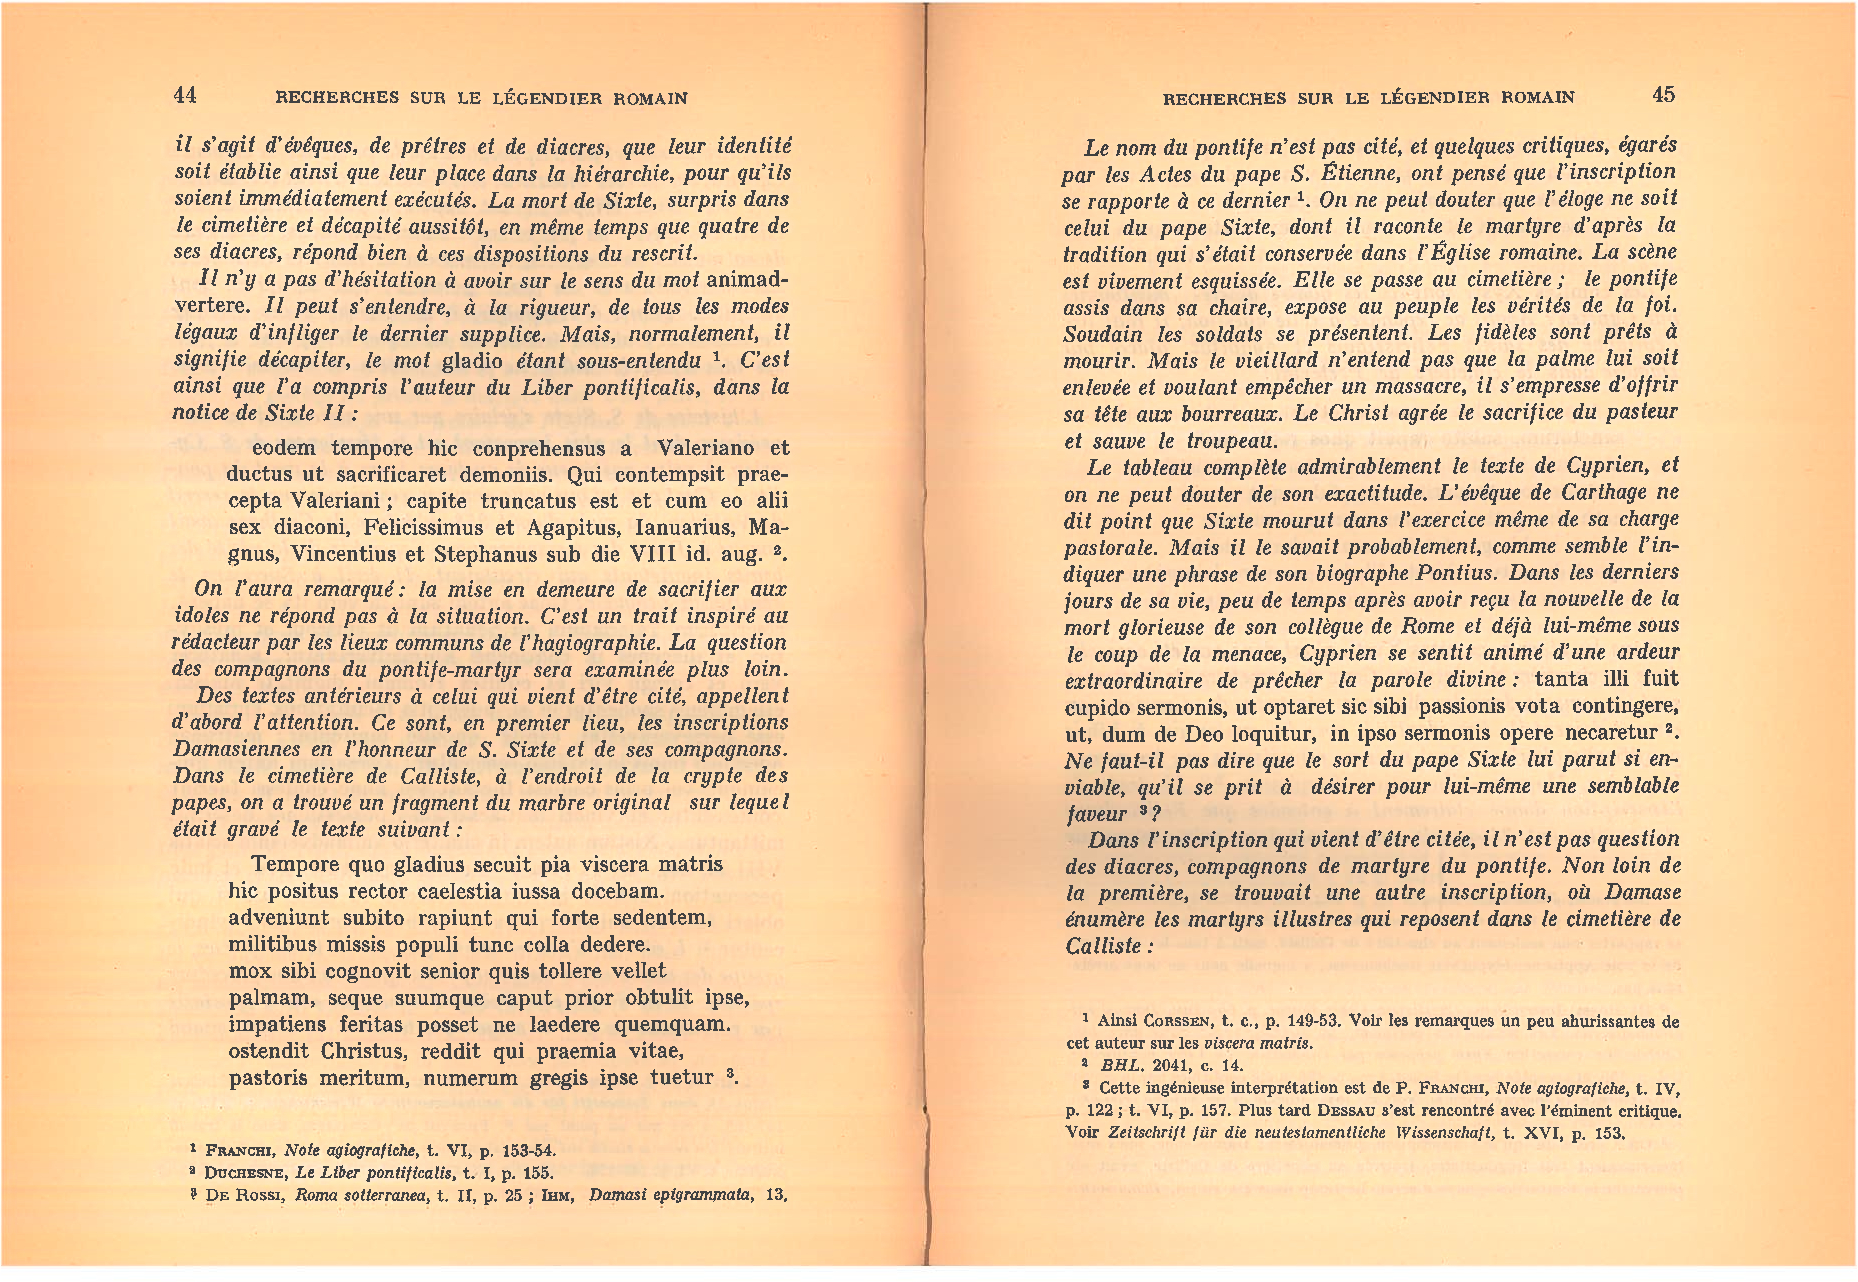 44 RECHERCHES SUR LE LÉGENDIER ROMAIN
il s'agit d'évêques, de prêtres et de diacres, que leur identité
soit établie ainsi que leur place dans la hiérarchie, pour qu'ils
soient immédiatement exécutés. La mort de Sixte, surpris dans
le cimetière et décapité aussitôt, en même temps que quatre de
ses diacres, répond bien à ces dispositions du rescrit.
Il n'y a pas d'hésitation à avoir sur le sens du mot animad-
vertere. Il peut s'entendre, à la rigueur, de tous les modes
légaux d'infliger le dernier supplice. Mais, normalement, il
signifie décapiter, le mot gladio étant sous-entendu ¹. C'est
ainsi que l'a compris l'auteur du Liber pontificalis, dans la
notice de Sixte II :
eodem tempore hic conprehensus a Valeriano et
ductus ut sacrificaret demoniis. Qui contempsit prae-
cepta Valeriani ; capite truncatus est et cum eo alii
sex diaconi, Felicissimus et Agapitus, Ianuarius, Ma-
gnus, Vincentius et Stephanus sub die VIII id. aug. ².
On l'aura remarqué : la mise en demeure de sacrifier aux
idoles ne répond pas à la situation. C'est un trait inspiré au
rédacteur par les lieux communs de l'hagiographie. La question
des compagnons du pontife-martyr sera examinée plus loin.
Des textes antérieurs à celui qui vient d'être cité, appellent
d'abord l'attention. Ce sont, en premier lieu, les inscriptions
Damasiennes en l'honneur de S. Sixte et de ses compagnons.
Dans le cimetière de Calliste, à l'endroit de la crypte des
papes, on a trouvé un fragment du marbre original sur lequel
était gravé le texte suivant :
Tempore quo gladius secuit pia viscera matris
hic positus rector caelestia iussa docebam.
adveniunt subito rapiunt qui forte sedentem,
militibus missis populi tunc colla dedere.
mox sibi cognovit senior quis tollere vellet
palmam, seque suumque caput prior obtulit ipse,
impatiens feritas posset ne laedere quemquam.
ostendit Christus, reddit qui praemia vitae,
pastoris meritum, numerum gregis ipse tuetur ³.
¹ FRANCHI, Note agiografiche, t. VI, p. 153-54.
² DUCHESNE, Le Liber pontificalis, t. I, p. 155.
³ DE ROSSI, Roma sotterranea, t. II, p. 25 ; IHM, Damasi epigrammata, 13.
RECHERCHES SUR LE LÉGENDIER ROMAIN 45
Le nom du pontife n'est pas cité, et quelques critiques, égarés
par les Actes du pape S. Étienne, ont pensé que l'inscription
se rapporte à ce dernier ¹. On ne peut douter que l'éloge ne soit
celui du pape Sixte, dont il raconte le martyre d'après la
tradition qui s'était conservée dans l'Église romaine. La scène
est vivement esquissée. Elle se passe au cimetière ; le pontife
assis dans sa chaire, expose au peuple les vérités de la foi.
Soudain les soldats se présentent. Les fidèles sont prêts à
mourir. Mais le vieillard n'entend pas que la palme lui soit
enlevée et voulant empêcher un massacre, il s'empresse d'offrir
sa tête aux bourreaux. Le Christ agrée le sacrifice du pasteur
et sauve le troupeau.
Le tableau complète admirablement le texte de Cyprien, et
on ne peut douter de son exactitude. L'évêque de Carthage ne
dit point que Sixte mourut dans l'exercice même de sa charge
pastorale. Mais il le savait probablement, comme semble l'in-
diquer une phrase de son biographe Pontius. Dans les derniers
jours de sa vie, peu de temps après avoir reçu la nouvelle de la
mort glorieuse de son collègue de Rome et déjà lui-même sous
le coup de la menace, Cyprien se sentit animé d'une ardeur
extraordinaire de prêcher la parole divine : tanta illi fuit
cupido sermonis, ut optaret sic sibi passionis vota contingere,
ut, dum de Deo loquitur, in ipso sermonis opere necaretur ².
Ne faut-il pas dire que le sort du pape Sixte lui parut si en-
viable, qu'il se prit à désirer pour lui-même une semblable
faveur ³ ?
Dans l'inscription qui vient d'être citée, il n'est pas question
des diacres, compagnons de martyre du pontife. Non loin de
la première, se trouvait une autre inscription, où Damase
énumère les martyrs illustres qui reposent dans le cimetière de
Calliste :
¹ Ainsi CORSSEN, t. c., p. 149-53. Voir les remarques un peu ahurissantes de
cet auteur sur les viscera matris.
² BHL. 2041, c. 14.
³ Cette ingénieuse interprétation est de P. FRANCHI, Note agiografiche, t. IV,
p. 122 ; t. VI, p. 157. Plus tard DESSAU s'est rencontré avec l'éminent critique.
Voir Zeitschrift für die neutestamentliche Wissenschaft, t. XVI, p. 153.